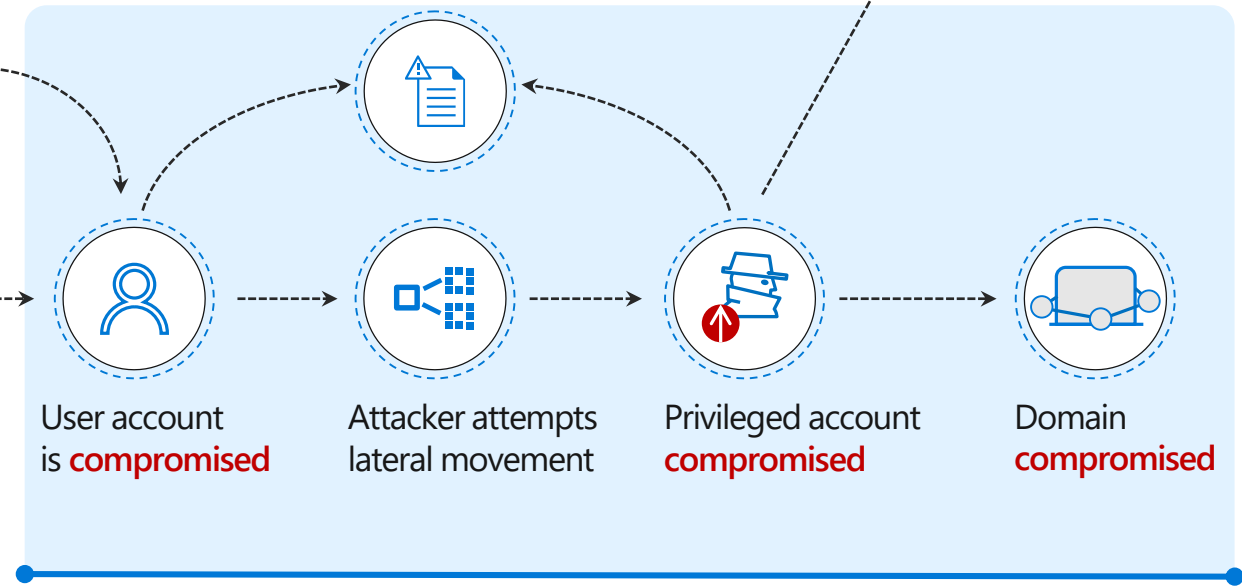 User account
is compromised
Attacker attempts
lateral movement
Privileged account
compromised
Domain
compromised